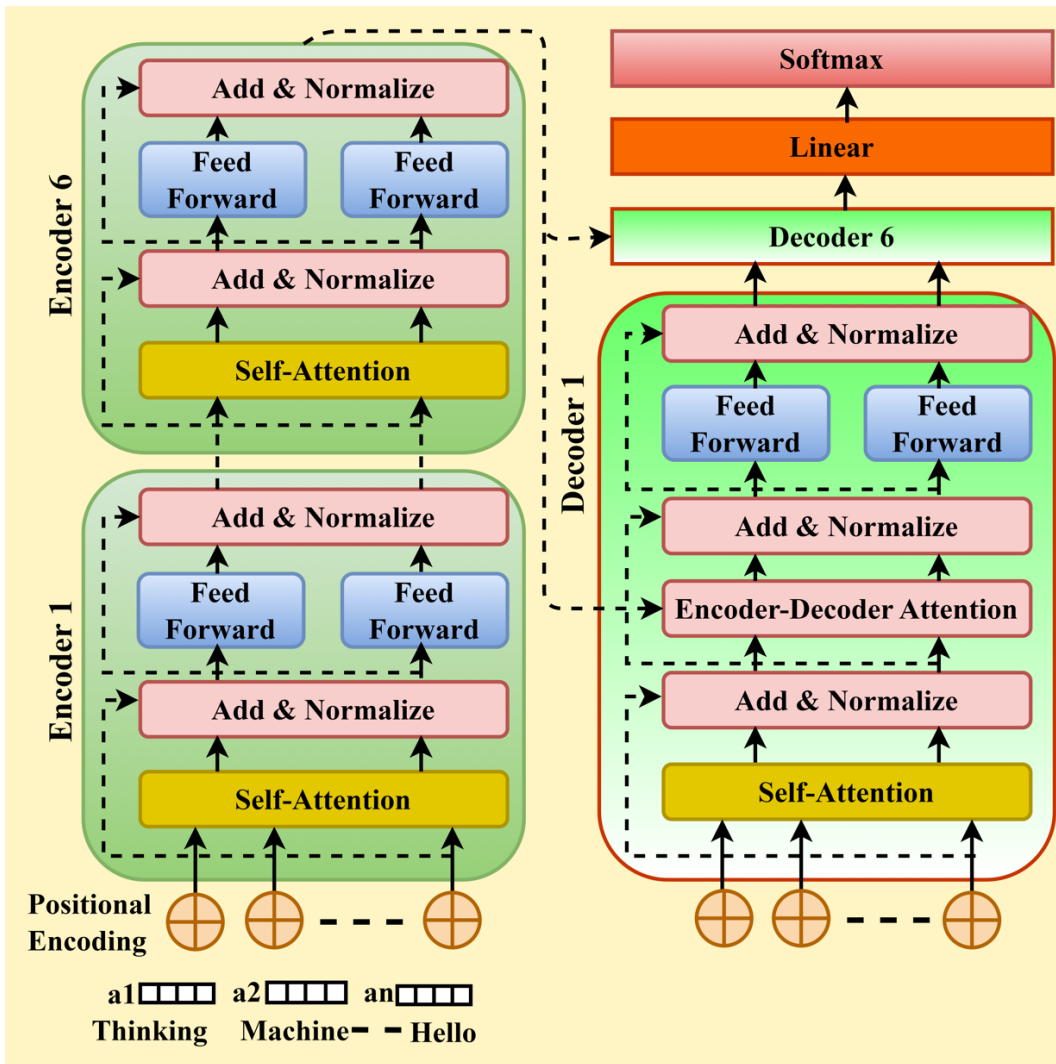 Encoder 6
Add & Normalize
Feed
Forward
Feed
Forward
Add & Normalize
Self-Attention
Encoder 1
Add & Normalize
Feed
Forward
Feed
Forward
Add & Normalize
Self-Attention
Positional
Encoding
a1
a2
an
Thinking
Machine
Hello
Softmax
Linear
Decoder 6
Decoder 1
Add & Normalize
Feed
Forward
Feed
Forward
Add & Normalize
Encoder-Decoder Attention
Add & Normalize
Self-Attention